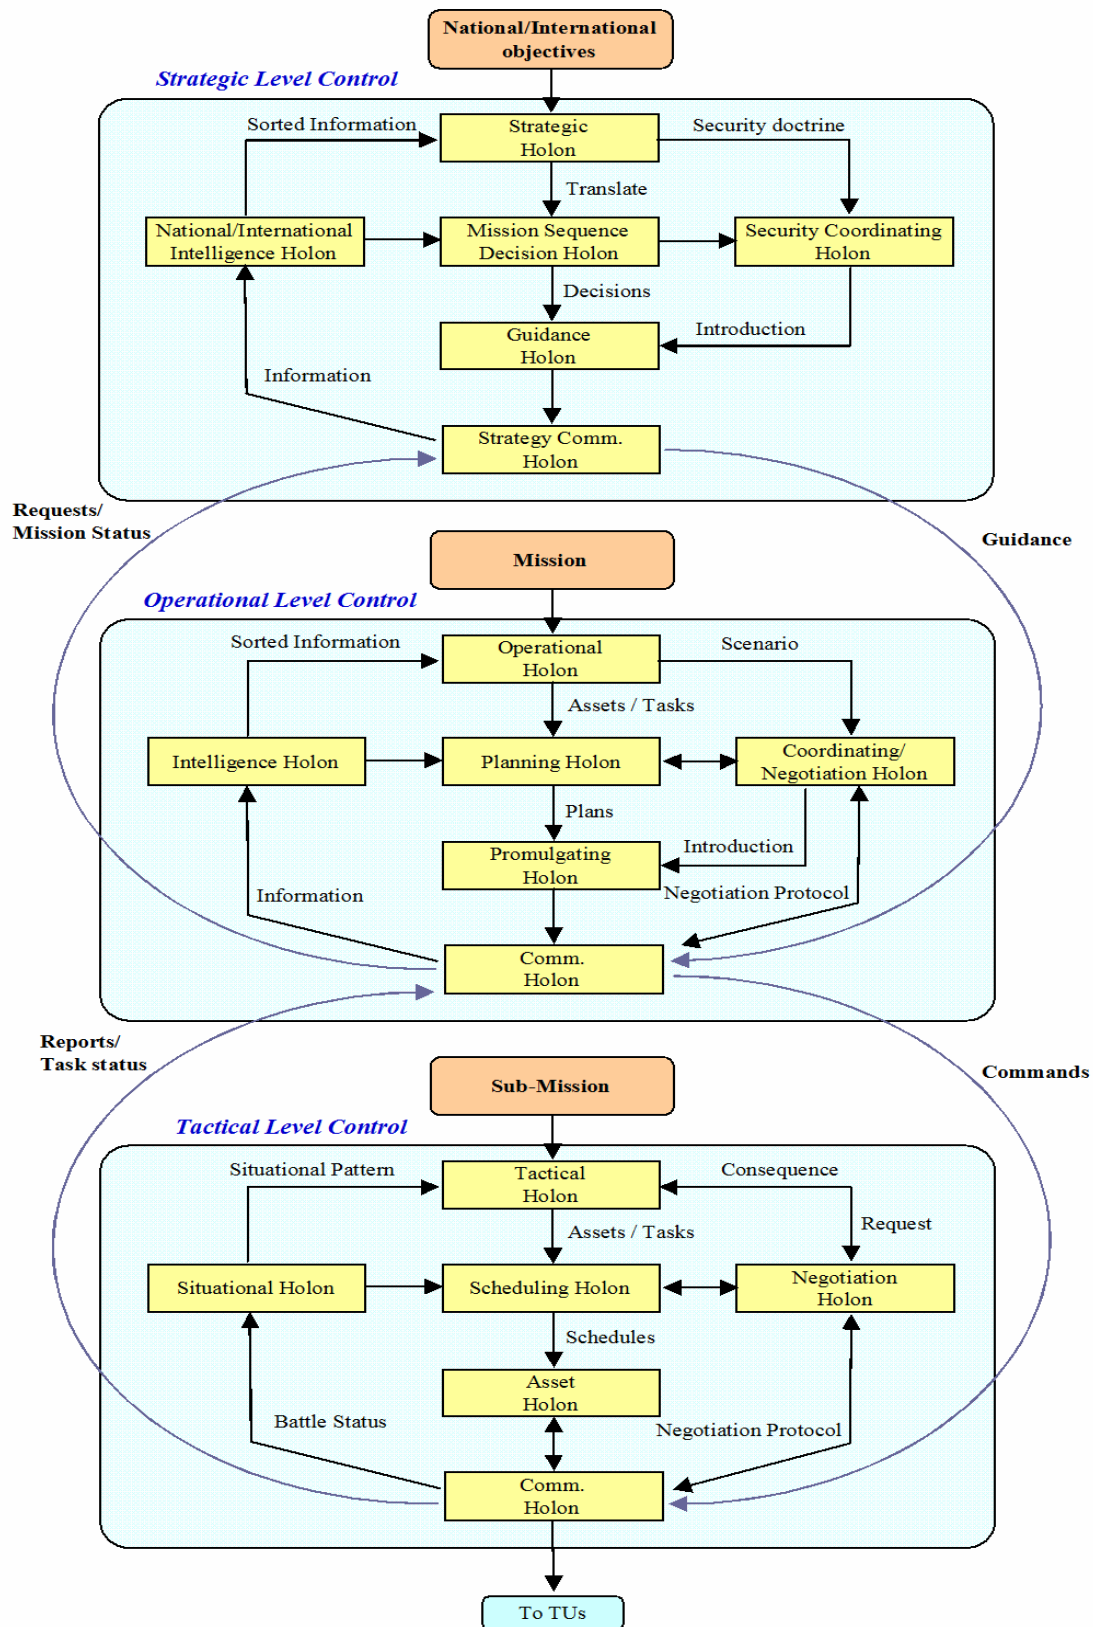 National/International
objectives
Strategic Level Control
Sorted Information
Strategic
Holon
Security doctrine
Translate
National/International
Intelligence Holon
Mission Sequence
Decision Holon
Security Coordinating
Holon
Decisions
Guidance
Holon
Introduction
Information
Strategy Comm.
Holon
Requests/
Mission Status
Guidance
Mission
Operational Level Control
Sorted Information
Operational
Holon
Scenario
Assets / Tasks
Intelligence Holon
Planning Holon
Coordinating/
Negotiation Holon
Plans
Promulgating
Holon
Introduction
Information
Negotiation Protocol
Comm.
Holon
Reports/
Task status
Commands
Sub-Mission
Tactical Level Control
Situational Pattern
Tactical
Holon
Consequence
Assets / Tasks
Request
Situational Holon
Scheduling Holon
Negotiation
Holon
Schedules
Asset
Holon
Battle Status
Negotiation Protocol
Comm.
Holon
To TUs